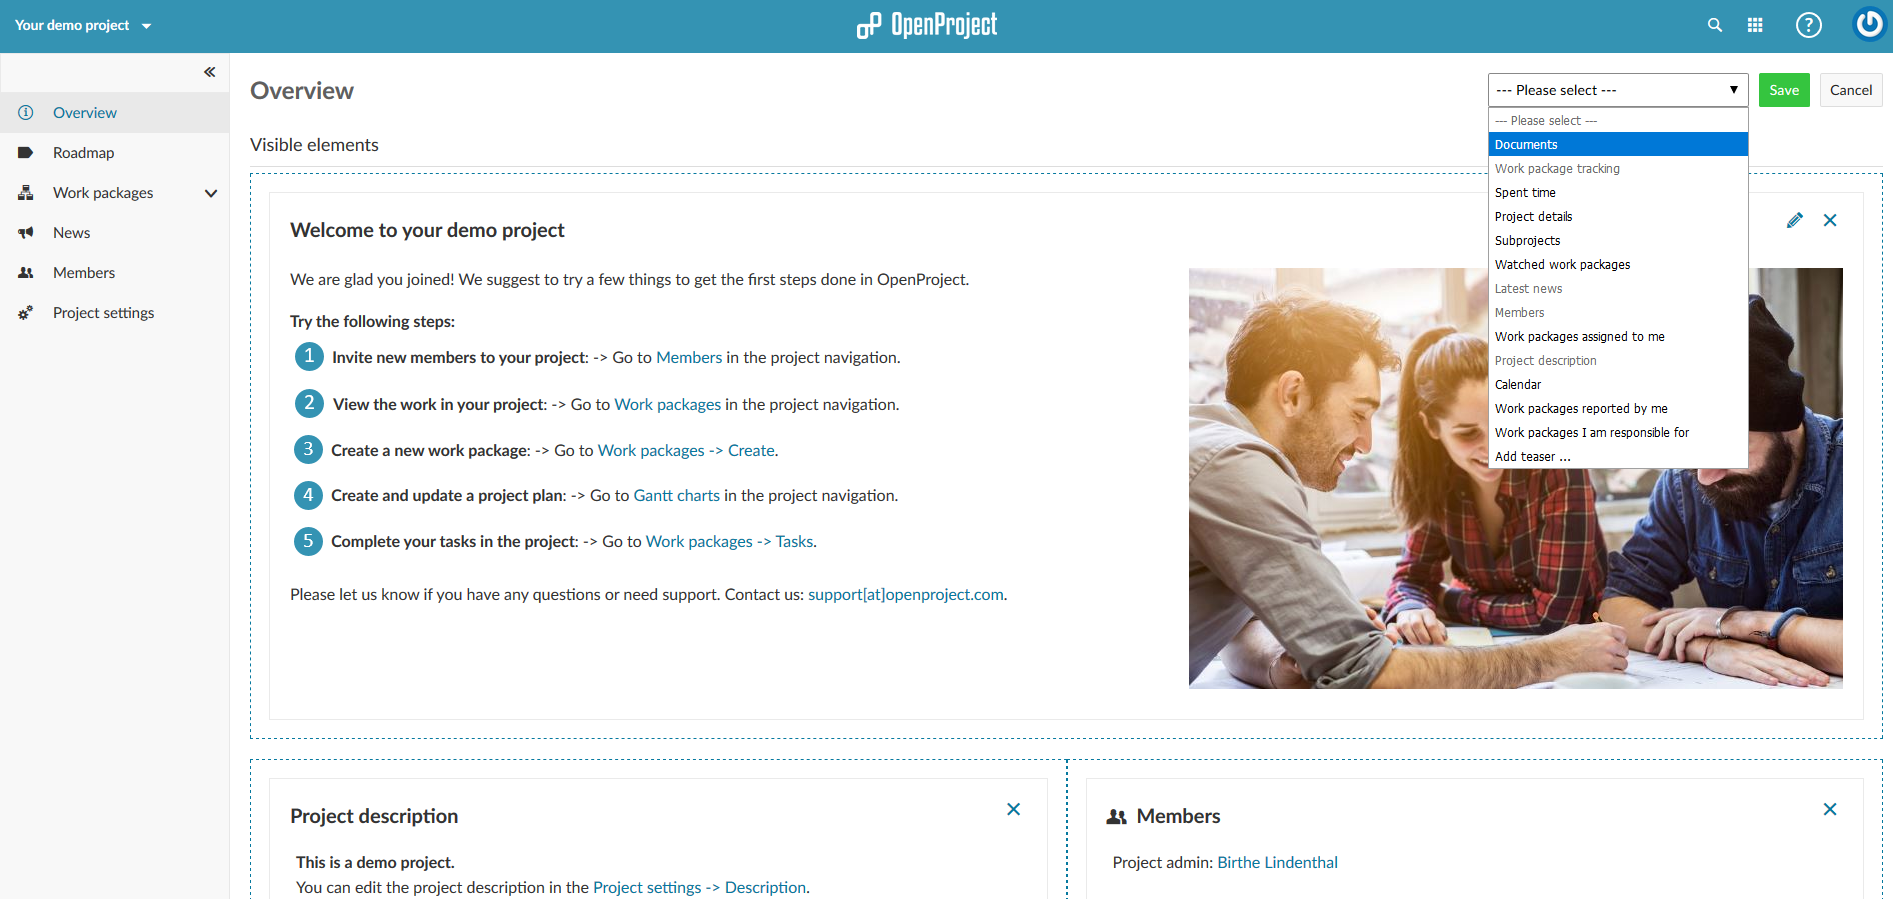 Your demo project
OpenProject
Overview
Roadmap
Work packages
News
Members
Project settings
Overview
--- Please select ---
Save
Cancel
--- Please select ---
Documents
Work package tracking
Spent time
Project details
Subprojects
Watched work packages
Latest news
Members
Work packages assigned to me
Project description
Calendar
Work packages reported by me
Work packages I am responsible for
Add teaser ...
Visible elements
Welcome to your demo project
We are glad you joined! We suggest to try a few things to get the first steps done in OpenProject.
Try the following steps:
1 Invite new members to your project: -> Go to Members in the project navigation.
2 View the work in your project: -> Go to Work packages in the project navigation.
3 Create a new work package: -> Go to Work packages -> Create.
4 Create and update a project plan: -> Go to Gantt charts in the project navigation.
5 Complete your tasks in the project: -> Go to Work packages -> Tasks.
Please let us know if you have any questions or need support. Contact us: support[at]openproject.com.
Project description
This is a demo project.
You can edit the project description in the Project settings -> Description.
Members
Project admin: Birthe Lindenthal